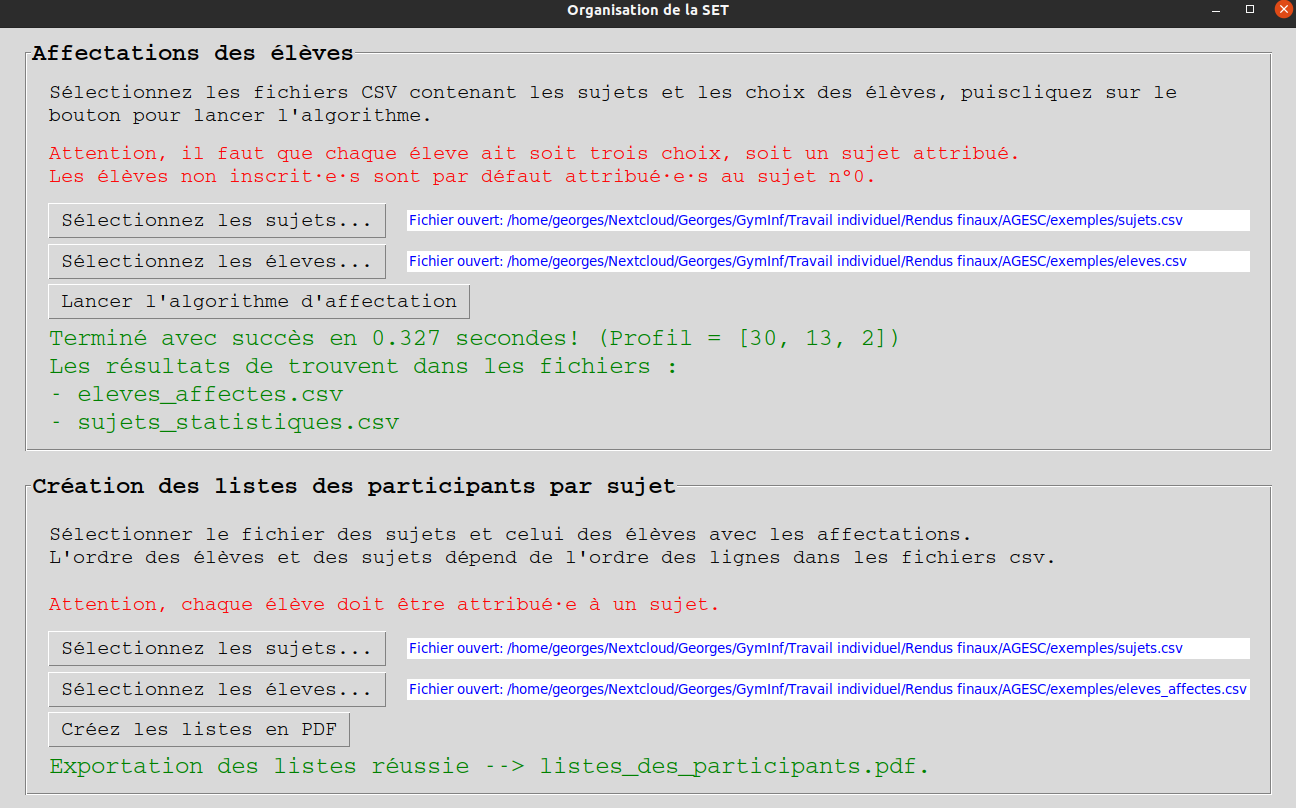 Organisation de la SET
Affectations des élèves
Sélectionnez les fichiers CSV contenant les sujets et les choix des élèves, puiscliquez sur le
bouton pour lancer l'algorithme.
Attention, il faut que chaque éleve ait soit trois choix, soit un sujet attribué.
Les élèves non inscrit·e·s sont par défaut attribué·e·s au sujet n°0.
Sélectionnez les sujets... Fichier ouvert: /home/georges/Nextcloud/Georges/GymInf/Travail individuel/Rendus finaux/AGESC/exemples/sujets.csv
Sélectionnez les éleves... Fichier ouvert: /home/georges/Nextcloud/Georges/GymInf/Travail individuel/Rendus finaux/AGESC/exemples/eleves.csv
Lancer l'algorithme d'affectation
Terminé avec succès en 0.327 secondes! (Profil = [30, 13, 2])
Les résultats de trouvent dans les fichiers :
- eleves_affectes.csv
- sujets_statistiques.csv
Création des listes des participants par sujet
Sélectionner le fichier des sujets et celui des élèves avec les affectations.
L'ordre des élèves et des sujets dépend de l'ordre des lignes dans les fichiers csv.
Attention, chaque élève doit être attribué·e à un sujet.
Sélectionnez les sujets... Fichier ouvert: /home/georges/Nextcloud/Georges/GymInf/Travail individuel/Rendus finaux/AGESC/exemples/sujets.csv
Sélectionnez les éleves... Fichier ouvert: /home/georges/Nextcloud/Georges/GymInf/Travail individuel/Rendus finaux/AGESC/exemples/eleves_affectes.csv
Créez les listes en PDF
Exportation des listes réussie --> listes_des_participants.pdf.